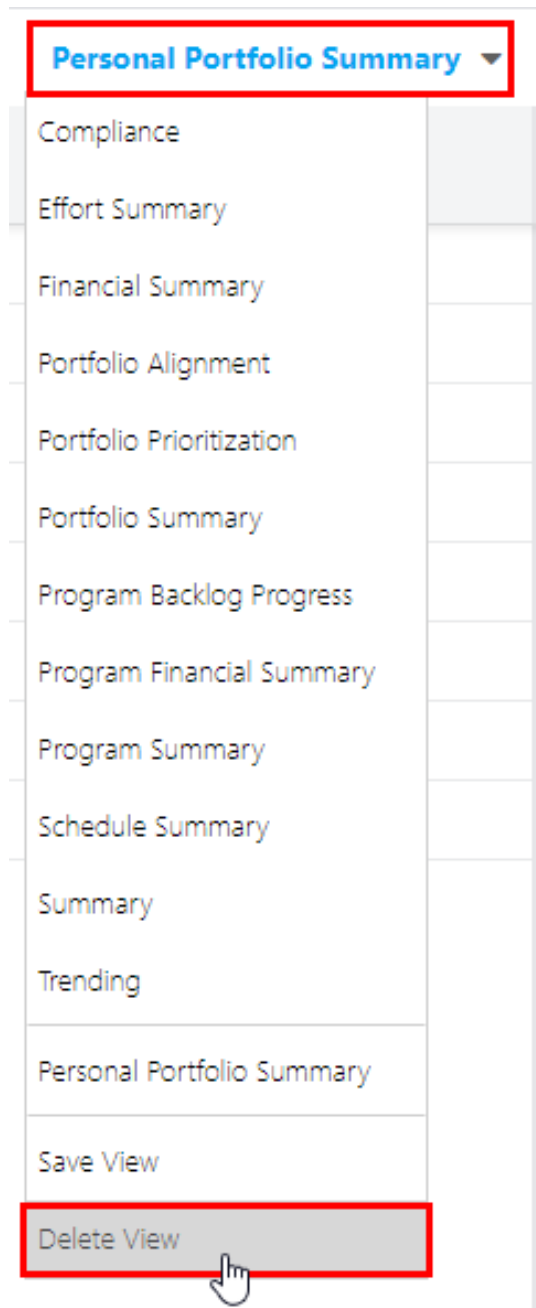 Personal Portfolio Summary
Compliance
Effort Summary
Financial Summary
Portfolio Alignment
Portfolio Prioritization
Portfolio Summary
Program Backlog Progress
Program Financial Summary
Program Summary
Schedule Summary
Summary
Trending
Personal Portfolio Summary
Save View
Delete View